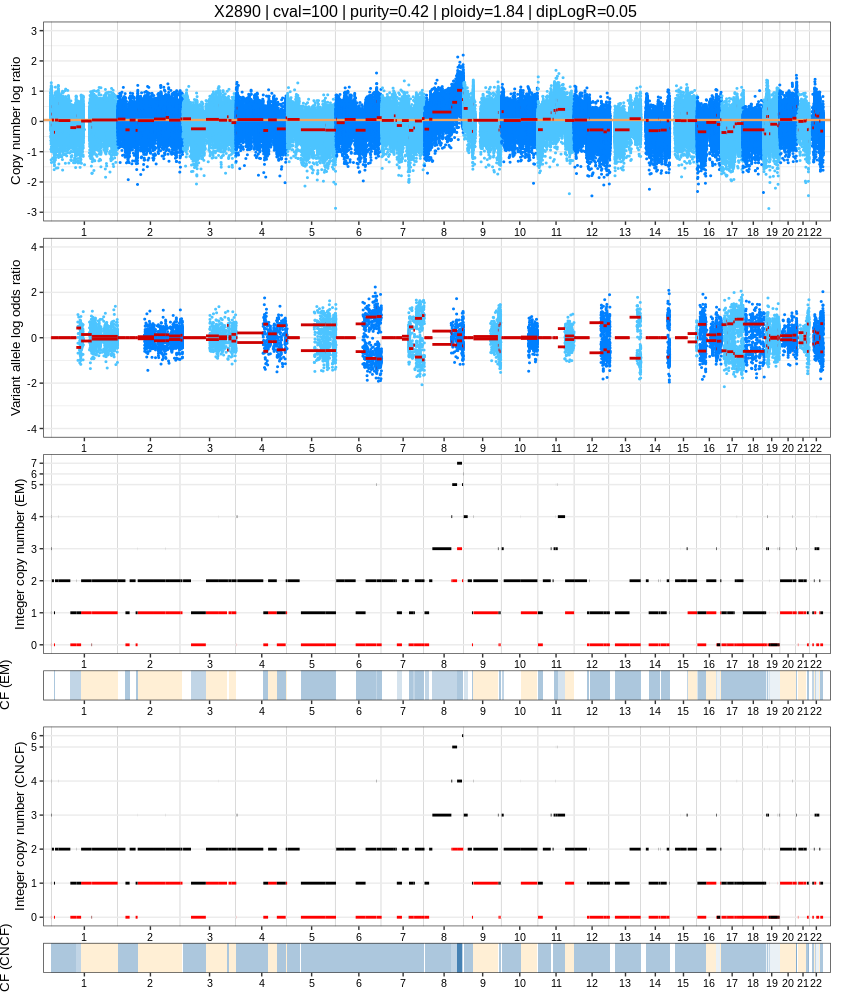 X2890 | cval=100 | purity=0.42 | ploidy=1.84 | dipLogR=0.05
Copy number log ratio
3
2
1
0
-1
-2
-3
1 2 3 4 5 6 7 8 9 10 11 12 13 14 15 16 17 18 19 20 21 22
Variant allele log odds ratio
4
2
0
-2
-4
1 2 3 4 5 6 7 8 9 10 11 12 13 14 15 16 17 18 19 20 21 22
Integer copy number (EM)
7
6
5
4
3
2
1
0
1 2 3 4 5 6 7 8 9 10 11 12 13 14 15 16 17 18 19 20 21 22
CF (EM)
1 2 3 4 5 6 7 8 9 10 11 12 13 14 15 16 17 18 19 20 21 22
Integer copy number (CNCF)
6
5
4
3
2
1
0
1 2 3 4 5 6 7 8 9 10 11 12 13 14 15 16 17 18 19 20 21 22
CF (CNCF)
1 2 3 4 5 6 7 8 9 10 11 12 13 14 15 16 17 18 19 20 21 22